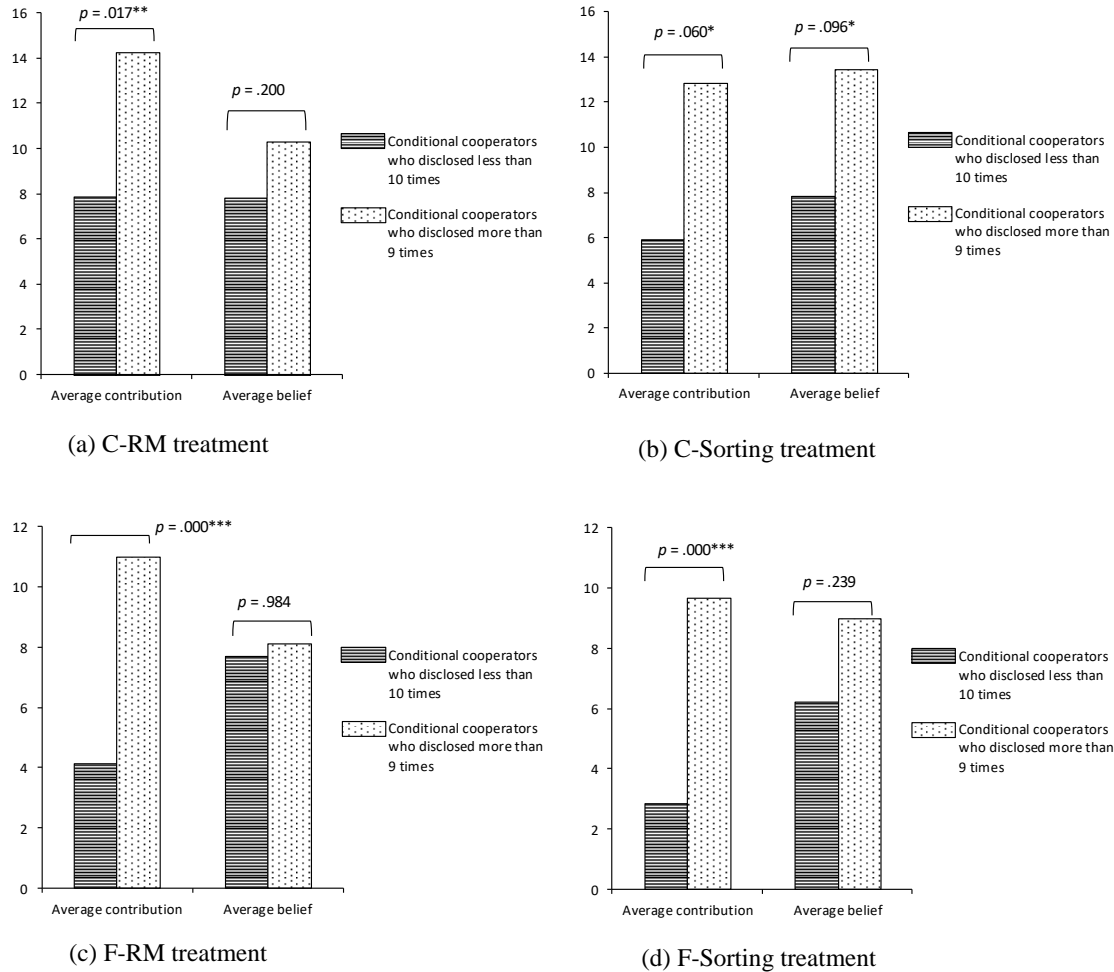 16
14
12
10
8
6
4
2
0
p = .017**
p = .200
Average contribution
Average belief
Conditional cooperators
who disclosed less than
10 times
Conditional cooperators
who disclosed more than
9 times
(a) C-RM treatment
16
14
12
10
8
6
4
2
0
p = .060*
p = .096*
Average contribution
Average belief
Conditional cooperators
who disclosed less than
10 times
Conditional cooperators
who disclosed more than
9 times
(b) C-Sorting treatment
12
10
8
6
4
2
0
p = .000***
p = .984
Average contribution
Average belief
Conditional cooperators
who disclosed less than
10 times
Conditional cooperators
who disclosed more than
9 times
(c) F-RM treatment
12
10
8
6
4
2
0
p = .000***
p = .239
Average contribution
Average belief
Conditional cooperators
who disclosed less than
10 times
Conditional cooperators
who disclosed more than
9 times
(d) F-Sorting treatment